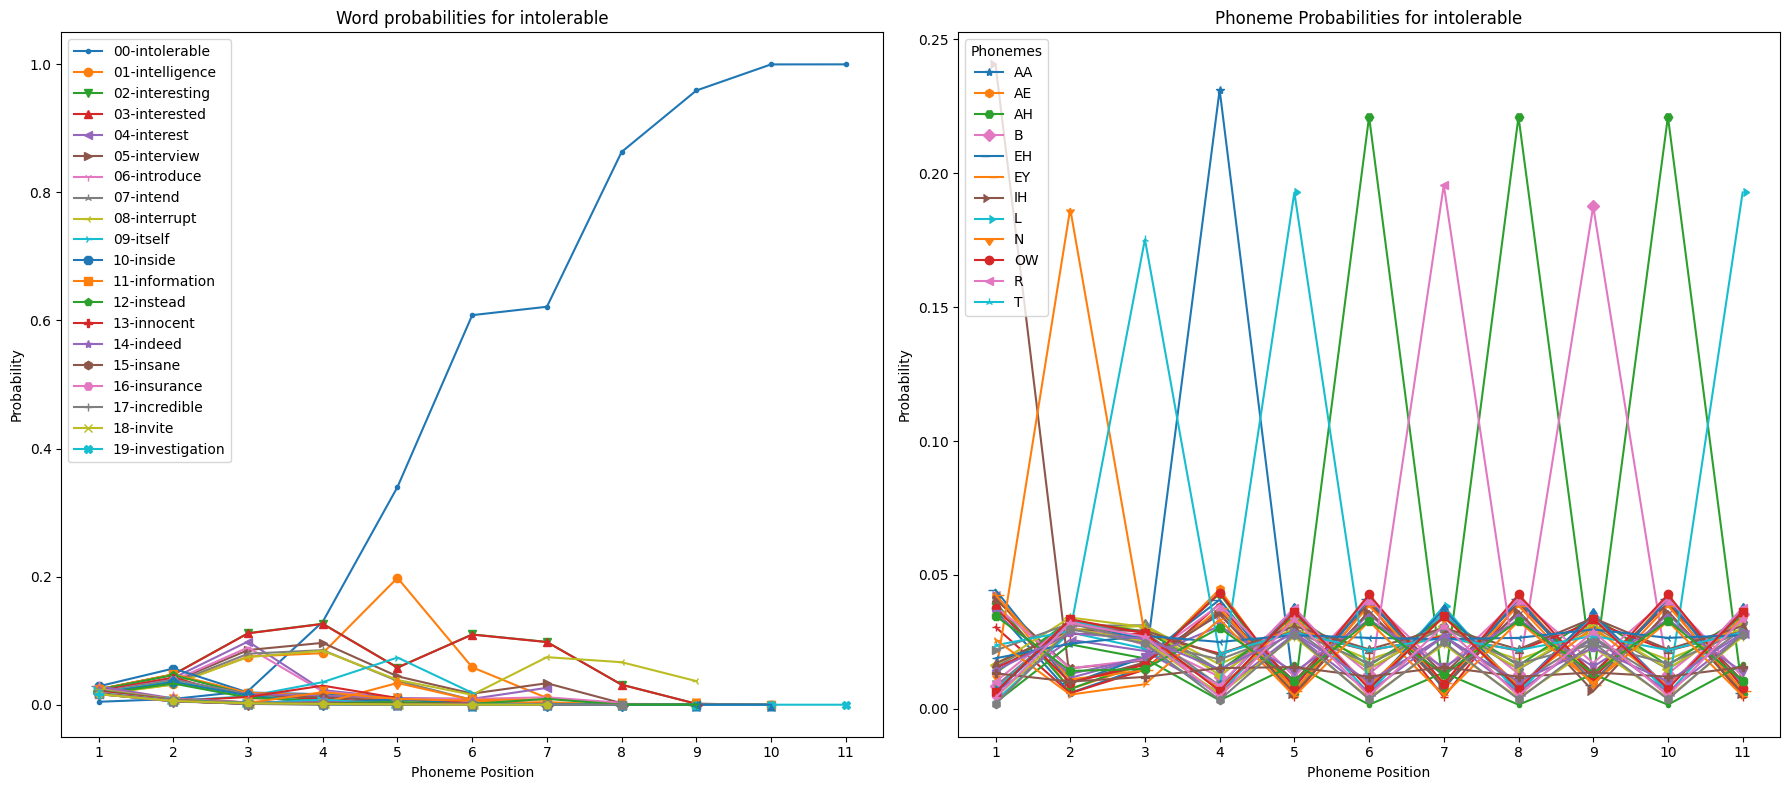 Word probabilities for intolerable
Probability
1.0
0.8
0.6
0.4
0.2
0.0
00-intolerable
01-intelligence
02-interesting
03-interested
04-interest
05-interview
06-introduce
07-intend
08-interrupt
09-itself
10-inside
11-information
12-instead
13-innocent
14-indeed
15-insane
16-insurance
17-incredible
18-invite
19-investigation
1 2 3 4 5 6 7 8 9 10 11
Phoneme Position
Phoneme Probabilities for intolerable
Probability
0.25
0.20
0.15
0.10
0.05
0.00
Phonemes
AA
AE
AH
B
EH
EY
IH
L
N
OW
R
T
1 2 3 4 5 6 7 8 9 10 11
Phoneme Position